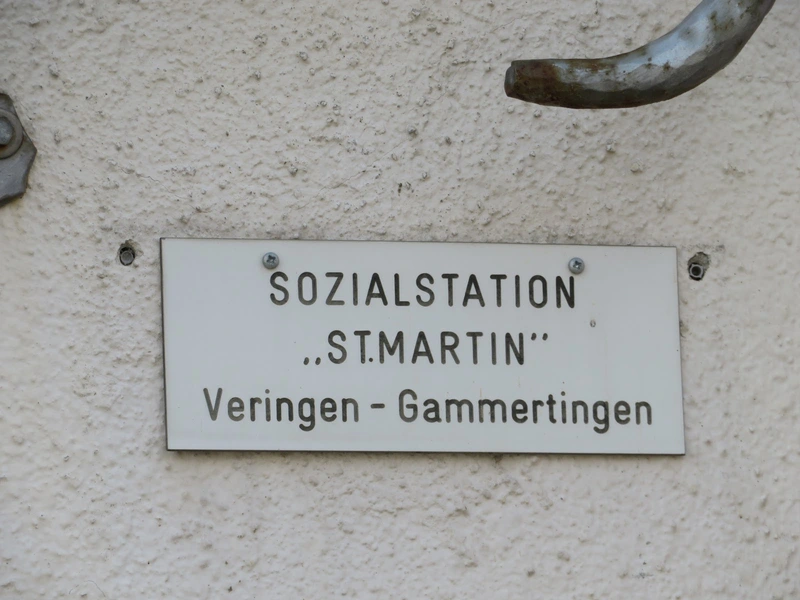 SOZIALSTATION
„ST.MARTIN“
Veringen - Gammertingen